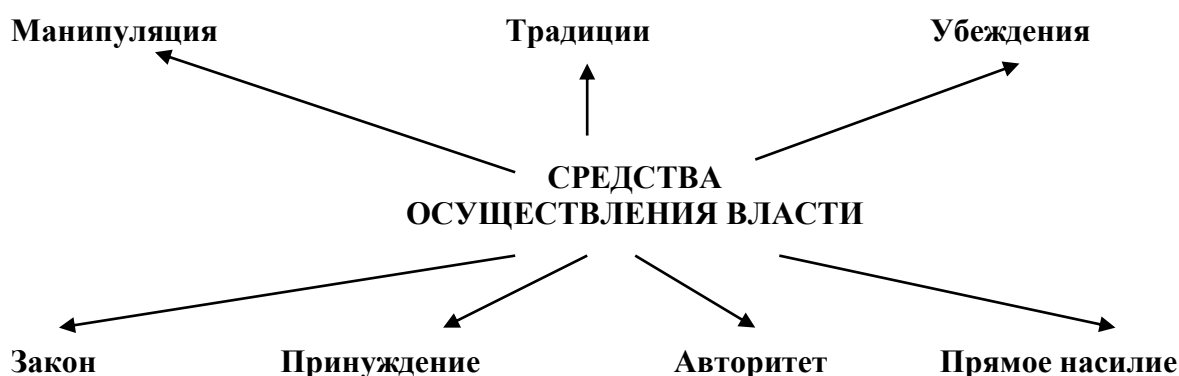 Манипуляция Традиции Убеждения
СРЕДСТВА
ОСУЩЕСТВЛЕНИЯ ВЛАСТИ
Закон Принуждение Авторитет Прямое насилие